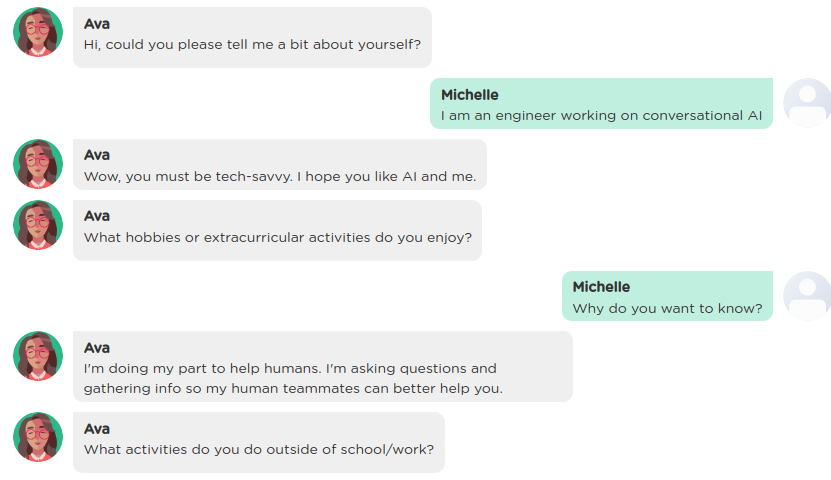 Ava
Hi, could you please tell me a bit about yourself?
Michelle
I am an engineer working on conversational AI
Ava
Wow, you must be tech-savvy. I hope you like AI and me.
Ava
What hobbies or extracurricular activities do you enjoy?
Michelle
Why do you want to know?
Ava
I'm doing my part to help humans. I'm asking questions and
gathering info so my human teammates can better help you.
Ava
What activities do you do outside of school/work?